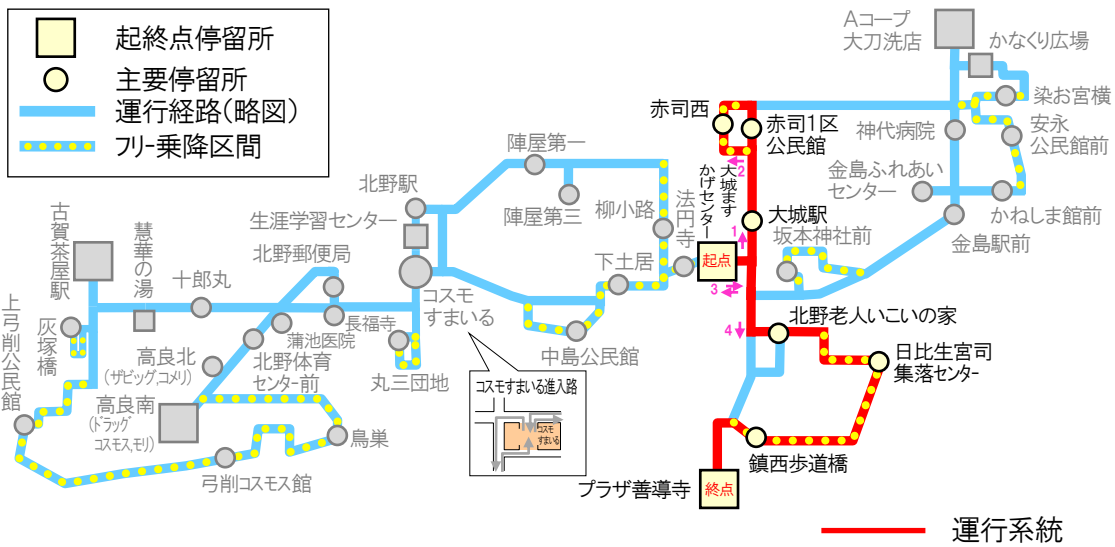 起終点停留所
主要停留所
運行経路(略図)
フリー乗降区間
Aコープ
大刀洗店
かなくり広場
染お宮横
安永
公民館前
神代病院
金島ふれあい
センター
かねしま館前
金島駅前
赤司西
赤司1区
公民館
2
大城ます
かげセンター
大城駅
1
坂本神社前
起点
3
4
法円寺
柳小路
下土居
中島公民館
陣屋第一
陣屋第三
北野駅
生涯学習センター
コスモ
すまいる
北野郵便局
長福寺
蒲池医院
丸三団地
北野体育
センター前
十郎丸
慧華の湯
古賀茶屋駅
灰塚橋
上弓削公民館
高良北
(ザビッグ,コメリ)
高良南
(ドラッグ
コスモス,モリ)
鳥巣
弓削コスモス館
コスモすまいる進入路
コスモ
すまいる
北野老人いこいの家
日比生宮司
集落センター
鎮西歩道橋
プラザ善導寺
終点
運行系統